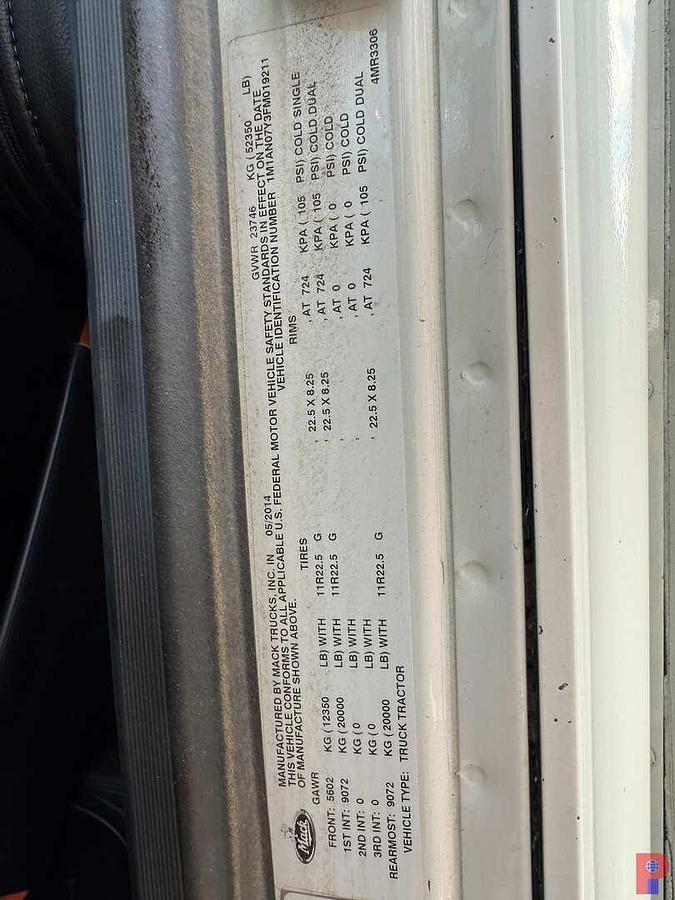 MANUFACTURED BY MACK TRUCKS, INC. IN 05/2014 GVWR 23746 KG ( 52350 LB)
THIS VEHICLE CONFORMS TO ALL APPLICABLE U.S. FEDERAL MOTOR VEHICLE SAFETY STANDARDS IN EFFECT ON THE DATE
OF MANUFACTURE SHOWN ABOVE. VEHICLE IDENTIFICATION NUMBER 1M1AN07Y3FM019211
GAWR TIRES RIMS
FRONT: 5602 KG ( 12350 LB) WITH 11R22.5 G , 22.5 X 8.25 , AT 724 KPA ( 105 PSI) COLD SINGLE
1ST INT: 9072 KG ( 20000 LB) WITH 11R22.5 G , 22.5 X 8.25 , AT 724 KPA ( 105 PSI) COLD DUAL
2ND INT: 0 KG ( 0 LB) WITH , , AT 0 KPA ( 0 PSI) COLD
3RD INT: 0 KG ( 0 LB) WITH , , AT 0 KPA ( 0 PSI) COLD
REARMOST: 9072 KG ( 20000 LB) WITH 11R22.5 G , 22.5 X 8.25 , AT 724 KPA ( 105 PSI) COLD DUAL
VEHICLE TYPE: TRUCK TRACTOR 4MR3306
Mack